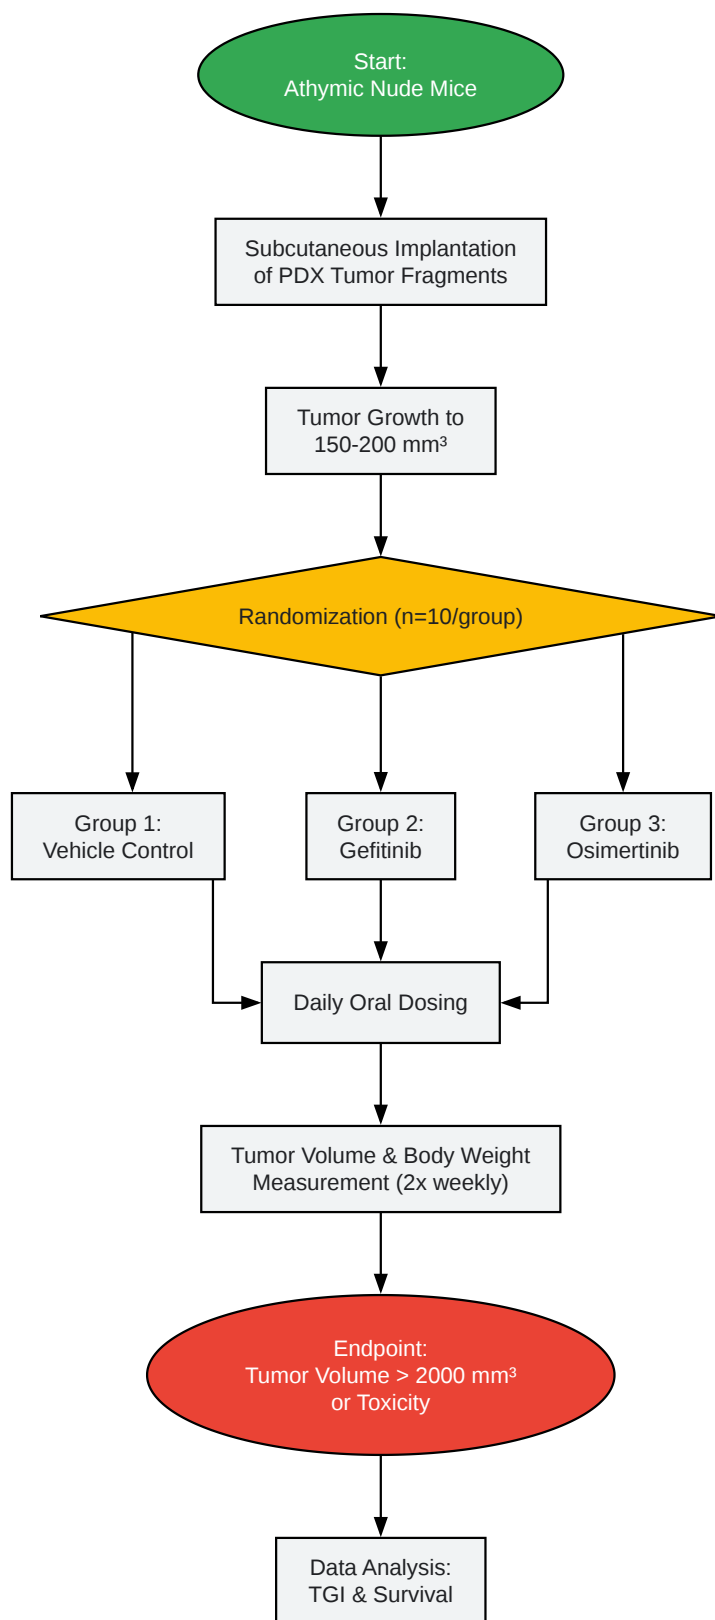 Start:
Athymic Nude Mice
Subcutaneous Implantation
of PDX Tumor Fragments
Tumor Growth to
150-200 mm³
Randomization (n=10/group)
Group 1:
Vehicle Control
Group 2:
Gefitinib
Group 3:
Osimertinib
Daily Oral Dosing
Tumor Volume & Body Weight
Measurement (2x weekly)
Endpoint:
Tumor Volume > 2000 mm³
or Toxicity
Data Analysis:
TGI & Survival